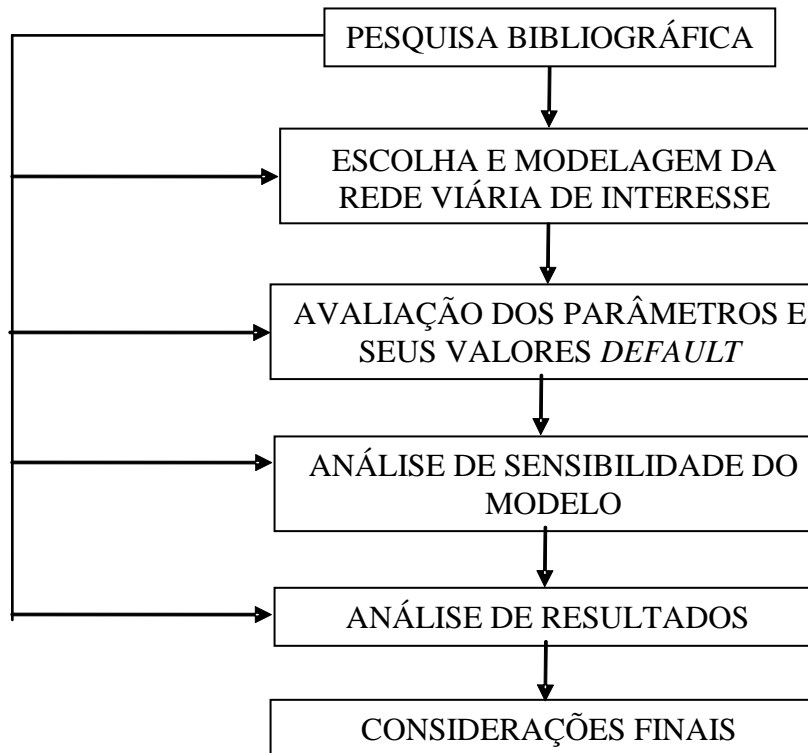 PESQUISA BIBLIOGRÁFICA
ESCOLHA E MODELAGEM DA
REDE VIÁRIA DE INTERESSE
AVALIAÇÃO DOS PARÂMETROS E
SEUS VALORES DEFAULT
ANÁLISE DE SENSIBILIDADE DO
MODELO
ANÁLISE DE RESULTADOS
CONSIDERAÇÕES FINAIS